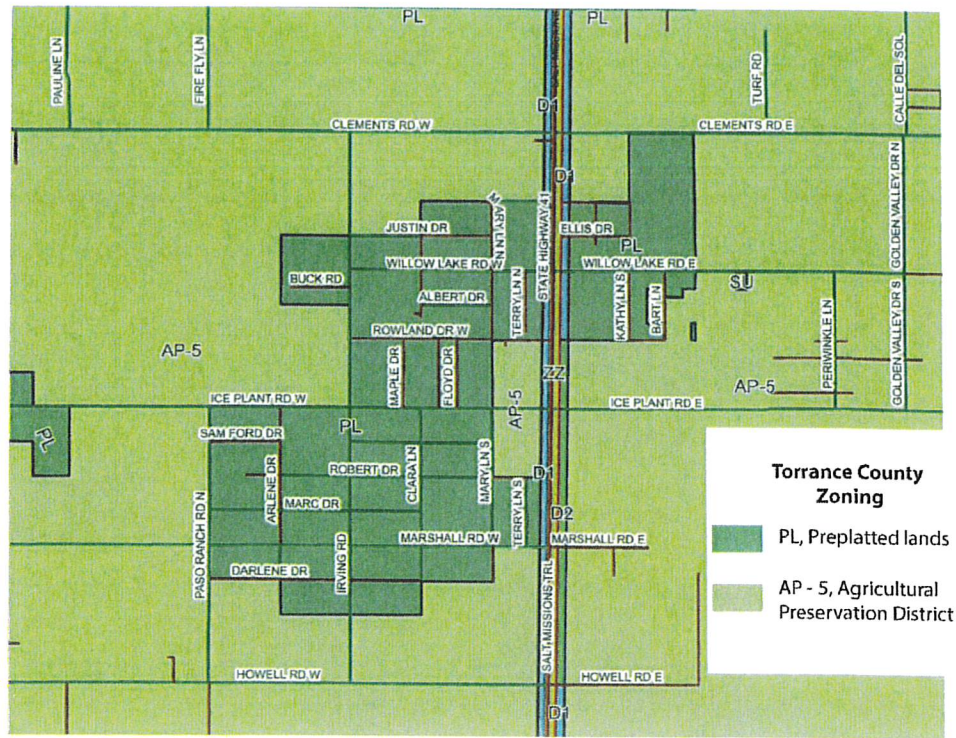 PL
PL
PAULINE LN
FIRE FLY LN
TURF RD
CALLE DEL SOL
D1
CLEMENTS RD W
CLEMENTS RD E
D1
MARY LN N
STATE HIGHWAY 41
JUSTIN DR
ELLIS DR
PL
GOLDEN VALLEY DR N
WILLOW LAKE RD W
WILLOW LAKE RD E
BUCK RD
SU
ALBERT DR
TERRY LN N
KATHY LN S
BART LN
ROWLAND DR W
PERIWINKLE LN
GOLDEN VALLEY DR S
AP-5
MAPLE DR
FLOYD DR
ZZ
AP-5
AP-5
ICE PLANT RD W
ICE PLANT RD E
PL
PL
SAM FORD DR
ARLENE DR
ROBERT DR
CLARA LN
MARY LN S
D1
TERRY LN S
PASO RANCH RD N
MARC DR
D2
IRVING RD
MARSHALL RD W
MARSHALL RD E
DARLENE DR
SALT MISSIONS TRL
HOWELL RD W
HOWELL RD E
D1
Torrance County
Zoning
PL, Preplatted lands
AP - 5, Agricultural
Preservation District